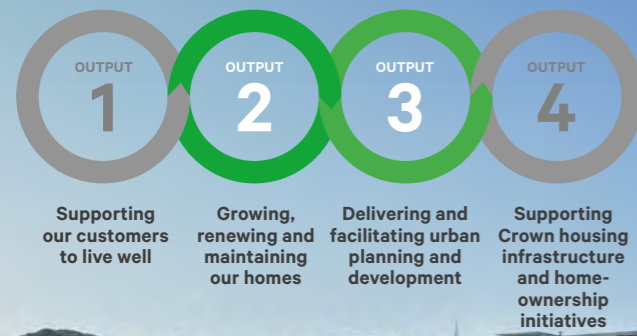 OUTPUT
1
Supporting
our customers
to live well
OUTPUT
2
Growing,
renewing and
maintaining
our homes
OUTPUT
3
Delivering and
facilitating urban
planning and
development
OUTPUT
4
Supporting
Crown housing
infrastructure
and home-
ownership
initiatives